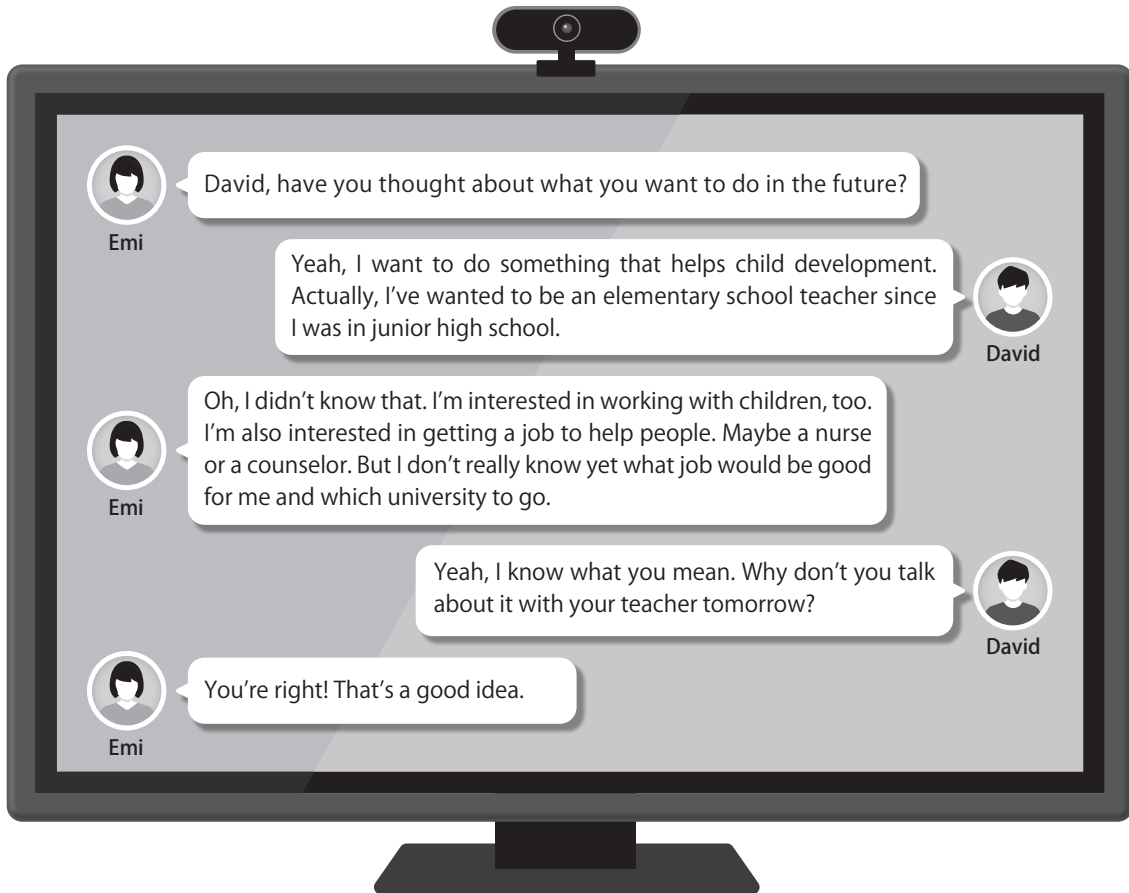 David, have you thought about what you want to do in the future?
Emi
Yeah, I want to do something that helps child development.
Actually, I've wanted to be an elementary school teacher since
I was in junior high school.
David
Oh, I didn't know that. I'm interested in working with children, too.
I'm also interested in getting a job to help people. Maybe a nurse
or a counselor. But I don't really know yet what job would be good
for me and which university to go.
Emi
Yeah, I know what you mean. Why don't you talk
about it with your teacher tomorrow?
David
You're right! That's a good idea.
Emi